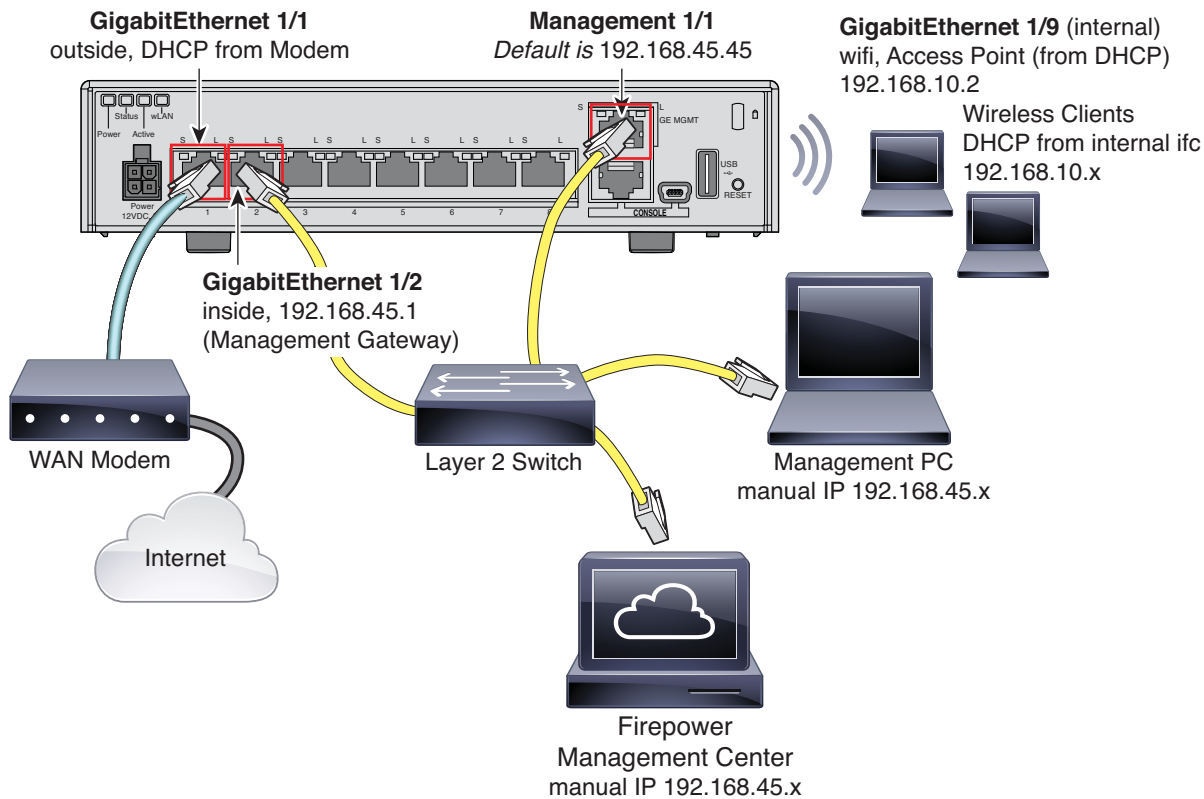 GigabitEthernet 1/1
outside, DHCP from Modem
Management 1/1
Default is 192.168.45.45
GigabitEthernet 1/9 (internal)
wifi, Access Point (from DHCP)
192.168.10.2
Wireless Clients
DHCP from internal ifc
192.168.10.x
Status wLAN
Power Active
S L S L S L S L S L S L S L S L
S L
GE MGMT
USB
RESET
Power
12VDC,
1 2 3 4 5 6 7
CONSOLE
GigabitEthernet 1/2
inside, 192.168.45.1
(Management Gateway)
WAN Modem
Internet
Layer 2 Switch
Management PC
manual IP 192.168.45.x
Firepower
Management Center
manual IP 192.168.45.x